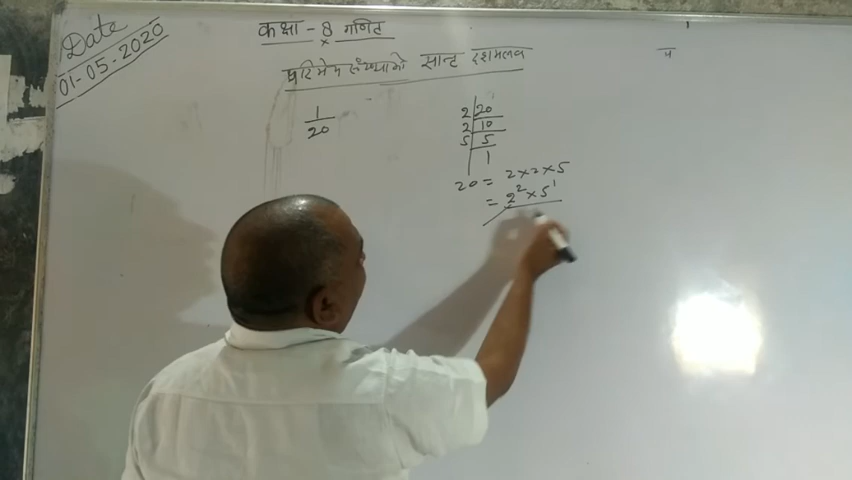 Date
01-05-2020
कक्षा - 8 गणित
x
परिमेय संख्या को सान्त दशमलव
प
1
20
2 20
2 10
5 5
1
20 = 2×2×5
= 2² × 5¹